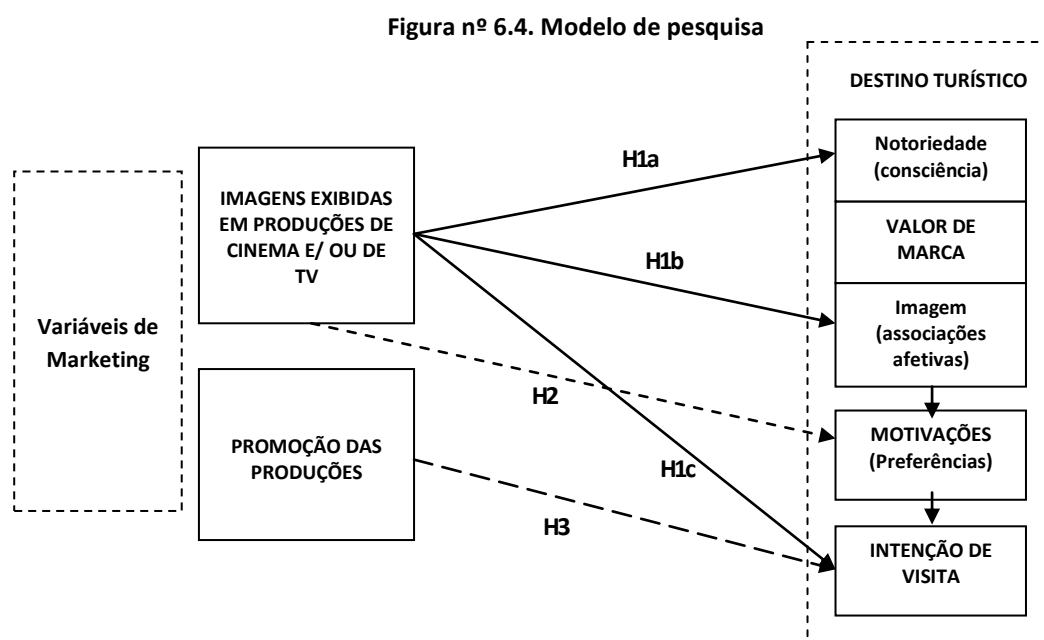 Figura nº 6.4. Modelo de pesquisa
DESTINO TURÍSTICO
Variáveis de
Marketing
IMAGENS EXIBIDAS
EM PRODUÇÕES DE
CINEMA E/ OU DE
TV
PROMOÇÃO DAS
PRODUÇÕES
H1a
H1b
H2
H1c
H3
Notoriedade
(consciência)
VALOR DE
MARCA
Imagem
(associações
afetivas)
MOTIVAÇÕES
(Preferências)
INTENÇÃO DE
VISITA